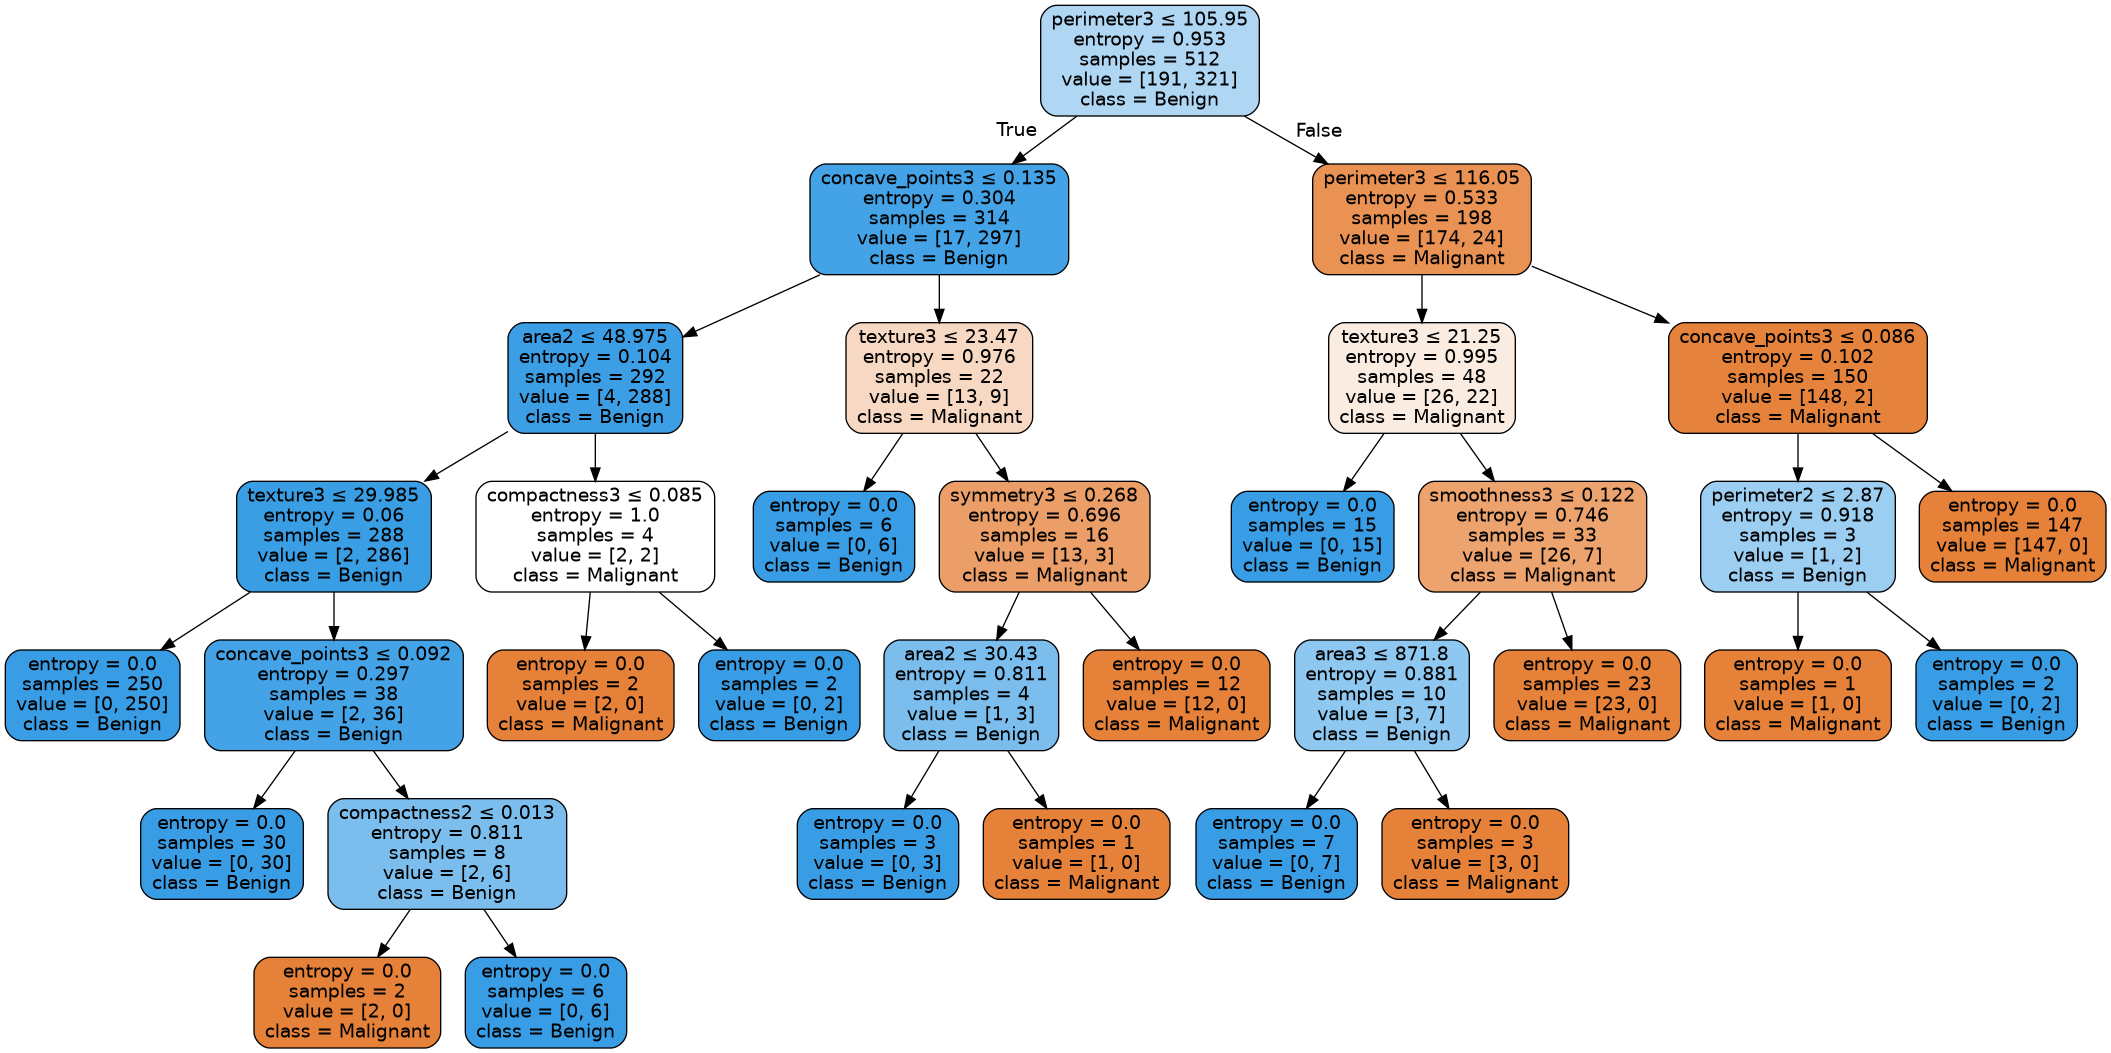 perimeter3 ≤ 105.95
entropy = 0.953
samples = 512
value = [191, 321]
class = Benign
True
False
concave_points3 ≤ 0.135
entropy = 0.304
samples = 314
value = [17, 297]
class = Benign
perimeter3 ≤ 116.05
entropy = 0.533
samples = 198
value = [174, 24]
class = Malignant
area2 ≤ 48.975
entropy = 0.104
samples = 292
value = [4, 288]
class = Benign
texture3 ≤ 23.47
entropy = 0.976
samples = 22
value = [13, 9]
class = Malignant
texture3 ≤ 21.25
entropy = 0.995
samples = 48
value = [26, 22]
class = Malignant
concave_points3 ≤ 0.086
entropy = 0.102
samples = 150
value = [148, 2]
class = Malignant
texture3 ≤ 29.985
entropy = 0.06
samples = 288
value = [2, 286]
class = Benign
compactness3 ≤ 0.085
entropy = 1.0
samples = 4
value = [2, 2]
class = Malignant
entropy = 0.0
samples = 6
value = [0, 6]
class = Benign
symmetry3 ≤ 0.268
entropy = 0.696
samples = 16
value = [13, 3]
class = Malignant
entropy = 0.0
samples = 15
value = [0, 15]
class = Benign
smoothness3 ≤ 0.122
entropy = 0.746
samples = 33
value = [26, 7]
class = Malignant
perimeter2 ≤ 2.87
entropy = 0.918
samples = 3
value = [1, 2]
class = Benign
entropy = 0.0
samples = 147
value = [147, 0]
class = Malignant
entropy = 0.0
samples = 250
value = [0, 250]
class = Benign
concave_points3 ≤ 0.092
entropy = 0.297
samples = 38
value = [2, 36]
class = Benign
entropy = 0.0
samples = 2
value = [2, 0]
class = Malignant
entropy = 0.0
samples = 2
value = [0, 2]
class = Benign
area2 ≤ 30.43
entropy = 0.811
samples = 4
value = [1, 3]
class = Benign
entropy = 0.0
samples = 12
value = [12, 0]
class = Malignant
area3 ≤ 871.8
entropy = 0.881
samples = 10
value = [3, 7]
class = Benign
entropy = 0.0
samples = 23
value = [23, 0]
class = Malignant
entropy = 0.0
samples = 1
value = [1, 0]
class = Malignant
entropy = 0.0
samples = 2
value = [0, 2]
class = Benign
entropy = 0.0
samples = 30
value = [0, 30]
class = Benign
compactness2 ≤ 0.013
entropy = 0.811
samples = 8
value = [2, 6]
class = Benign
entropy = 0.0
samples = 3
value = [0, 3]
class = Benign
entropy = 0.0
samples = 1
value = [1, 0]
class = Malignant
entropy = 0.0
samples = 7
value = [0, 7]
class = Benign
entropy = 0.0
samples = 3
value = [3, 0]
class = Malignant
entropy = 0.0
samples = 2
value = [2, 0]
class = Malignant
entropy = 0.0
samples = 6
value = [0, 6]
class = Benign